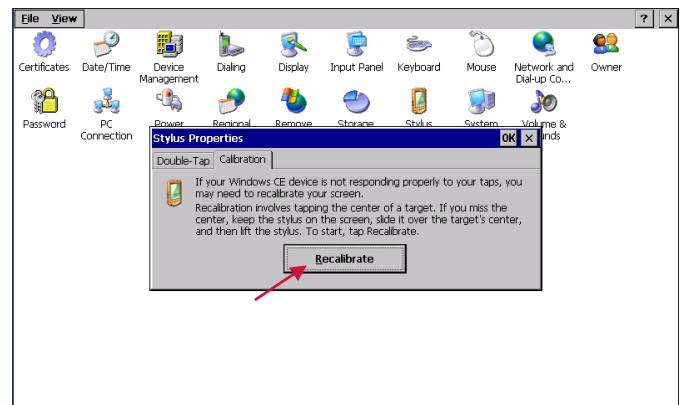 File View ? ×
Certificates Date/Time Device Management Dialing Display Input Panel Keyboard Mouse Network and Dial-up Co... Owner
Password PC Connection Power Regional Remove Storage Stylus System Volume &
Stylus Properties OK ×
Double-Tap Calibration
If your Windows CE device is not responding properly to your taps, you
may need to recalibrate your screen.
Recalibration involves tapping the center of a target. If you miss the
center, keep the stylus on the screen, slide it over the target's center,
and then lift the stylus. To start, tap Recalibrate.
Recalibrate